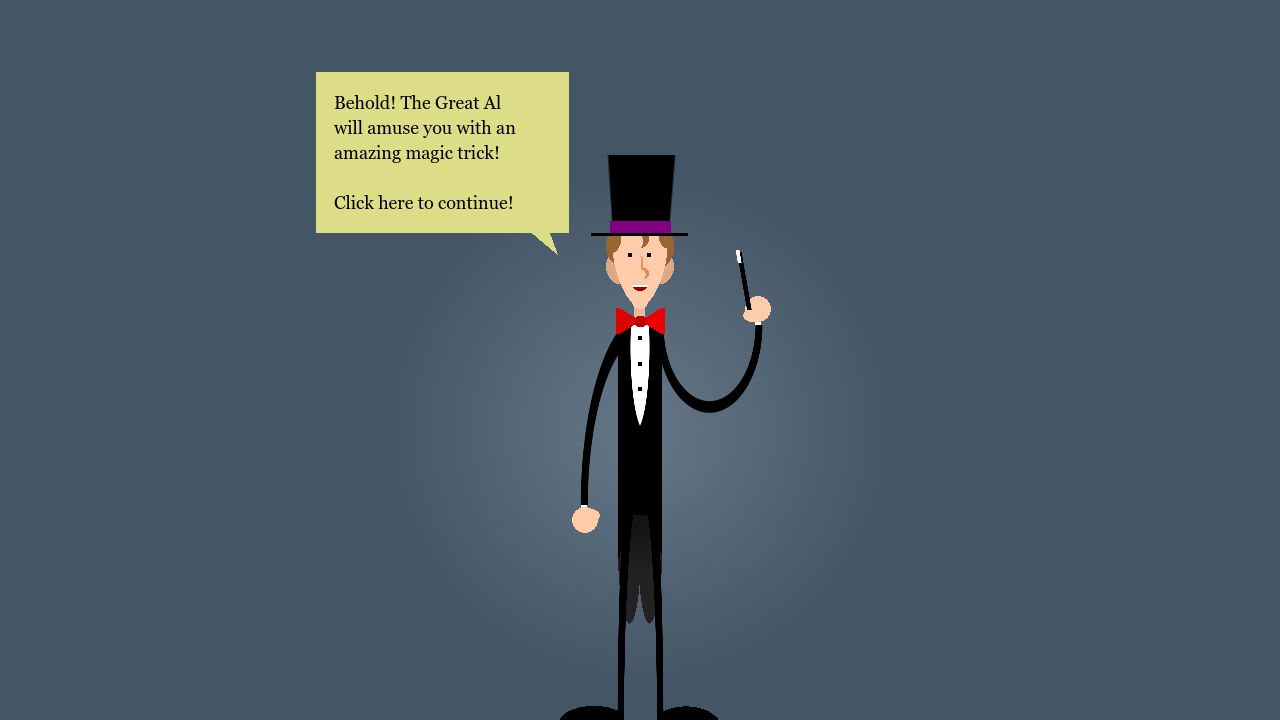 Behold! The Great Al
will amuse you with an
amazing magic trick!
Click here to continue!